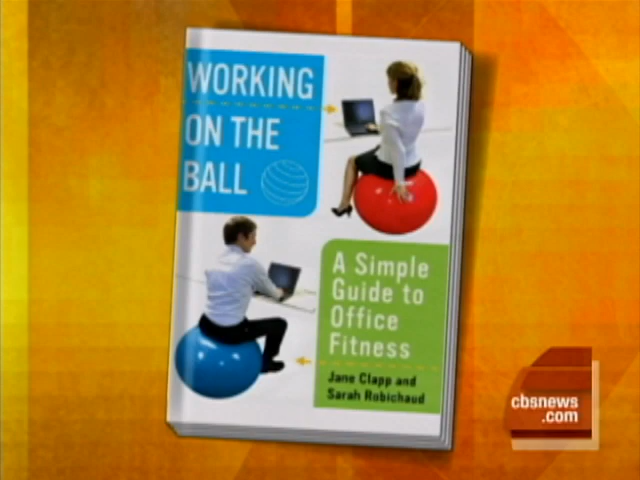 WORKING
ON THE
BALL
A Simple
Guide to
Office
Fitness
Jane Clapp and
Sarah Robichaud
cbsnews
.com